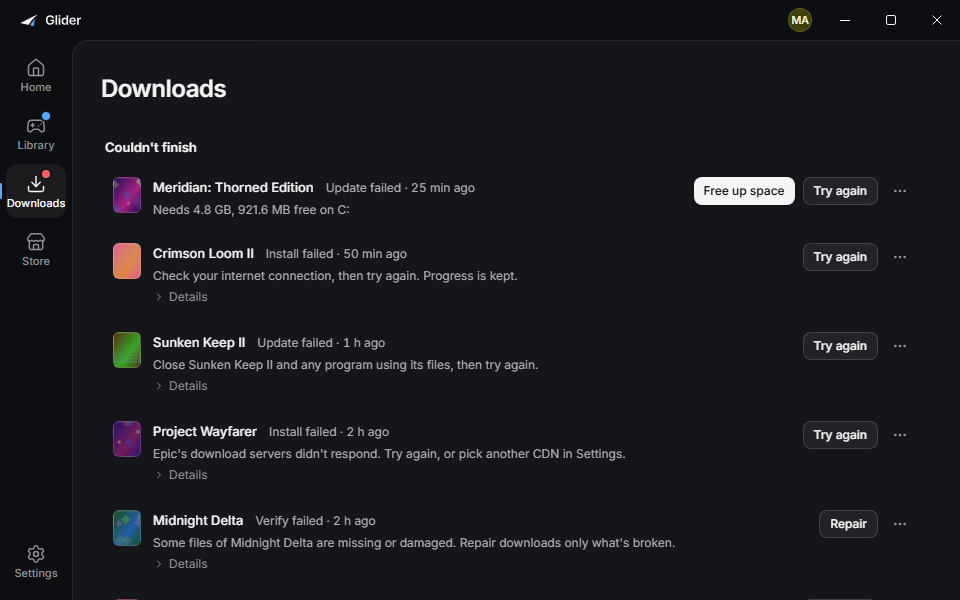 Glider
MA
Home
Library
Downloads
Store
Settings
Downloads
Couldn't finish
Meridian: Thorned Edition Update failed · 25 min ago
Needs 4.8 GB, 921.6 MB free on C:
Free up space
Try again
Crimson Loom II Install failed · 50 min ago
Check your internet connection, then try again. Progress is kept.
Details
Try again
Sunken Keep II Update failed · 1 h ago
Close Sunken Keep II and any program using its files, then try again.
Details
Try again
Project Wayfarer Install failed · 2 h ago
Epic's download servers didn't respond. Try again, or pick another CDN in Settings.
Details
Try again
Midnight Delta Verify failed · 2 h ago
Some files of Midnight Delta are missing or damaged. Repair downloads only what's broken.
Details
Repair